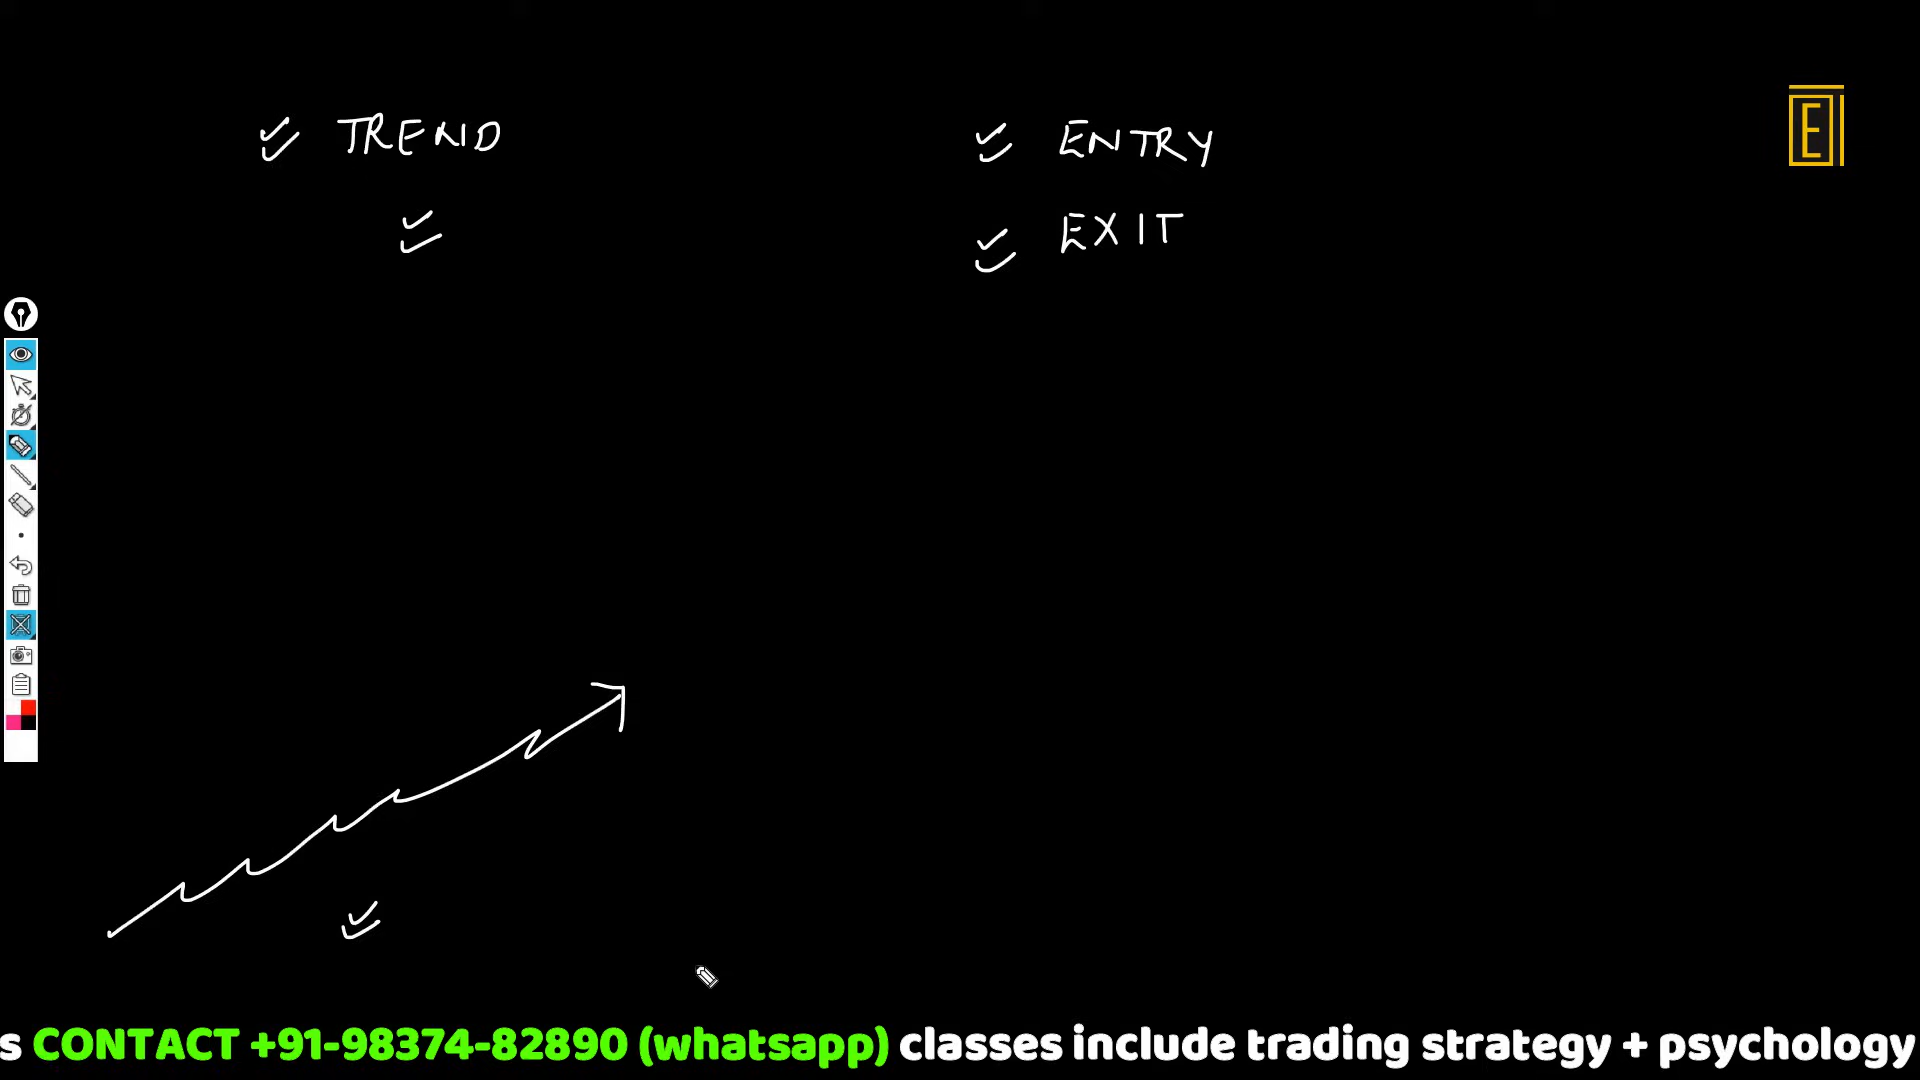 TREND
ENTRY
EXIT
E
s CONTACT +91-98374-82890 (whatsapp) classes include trading strategy + psychology